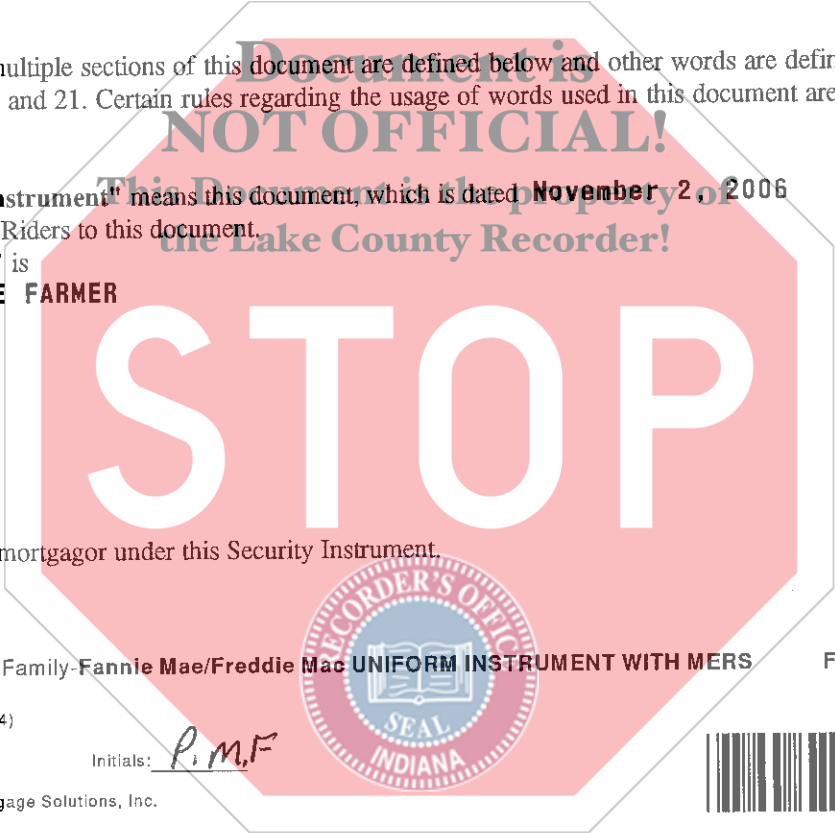 Document is
multiple sections of this document are defined below and other words are defin
and 21. Certain rules regarding the usage of words used in this document are
NOT OFFICIAL!
This Document is the property of
nstrument" means this document, which is dated November 2, 2006
Riders to this document.
the Lake County Recorder!
" is
E FARMER
STOP
mortgagor under this Security Instrument.
RECORDER'S OFFICE
Family-Fannie Mae/Freddie Mac UNIFORM INSTRUMENT WITH MERS F
4)
SEAL
INDIANA
Initials: P.M.F
gage Solutions, Inc.